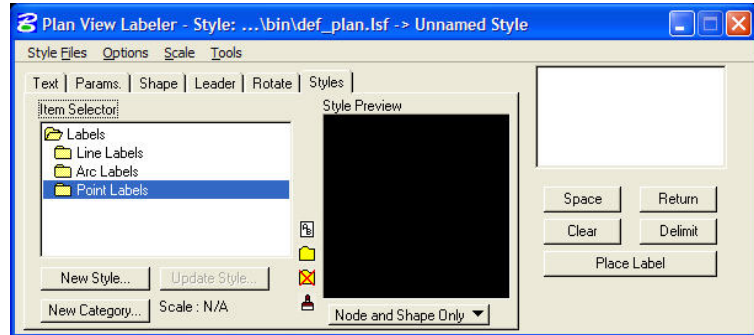 Plan View Labeler - Style: ...\bin\def_plan.lsf -> Unnamed Style
Style Files Options Scale Tools
Text Params. Shape Leader Rotate Styles
Item Selector
Style Preview
Labels
Line Labels
Arc Labels
Point Labels
Space Return
Clear Delimit
Place Label
New Style... Update Style...
New Category... Scale : N/A
Node and Shape Only